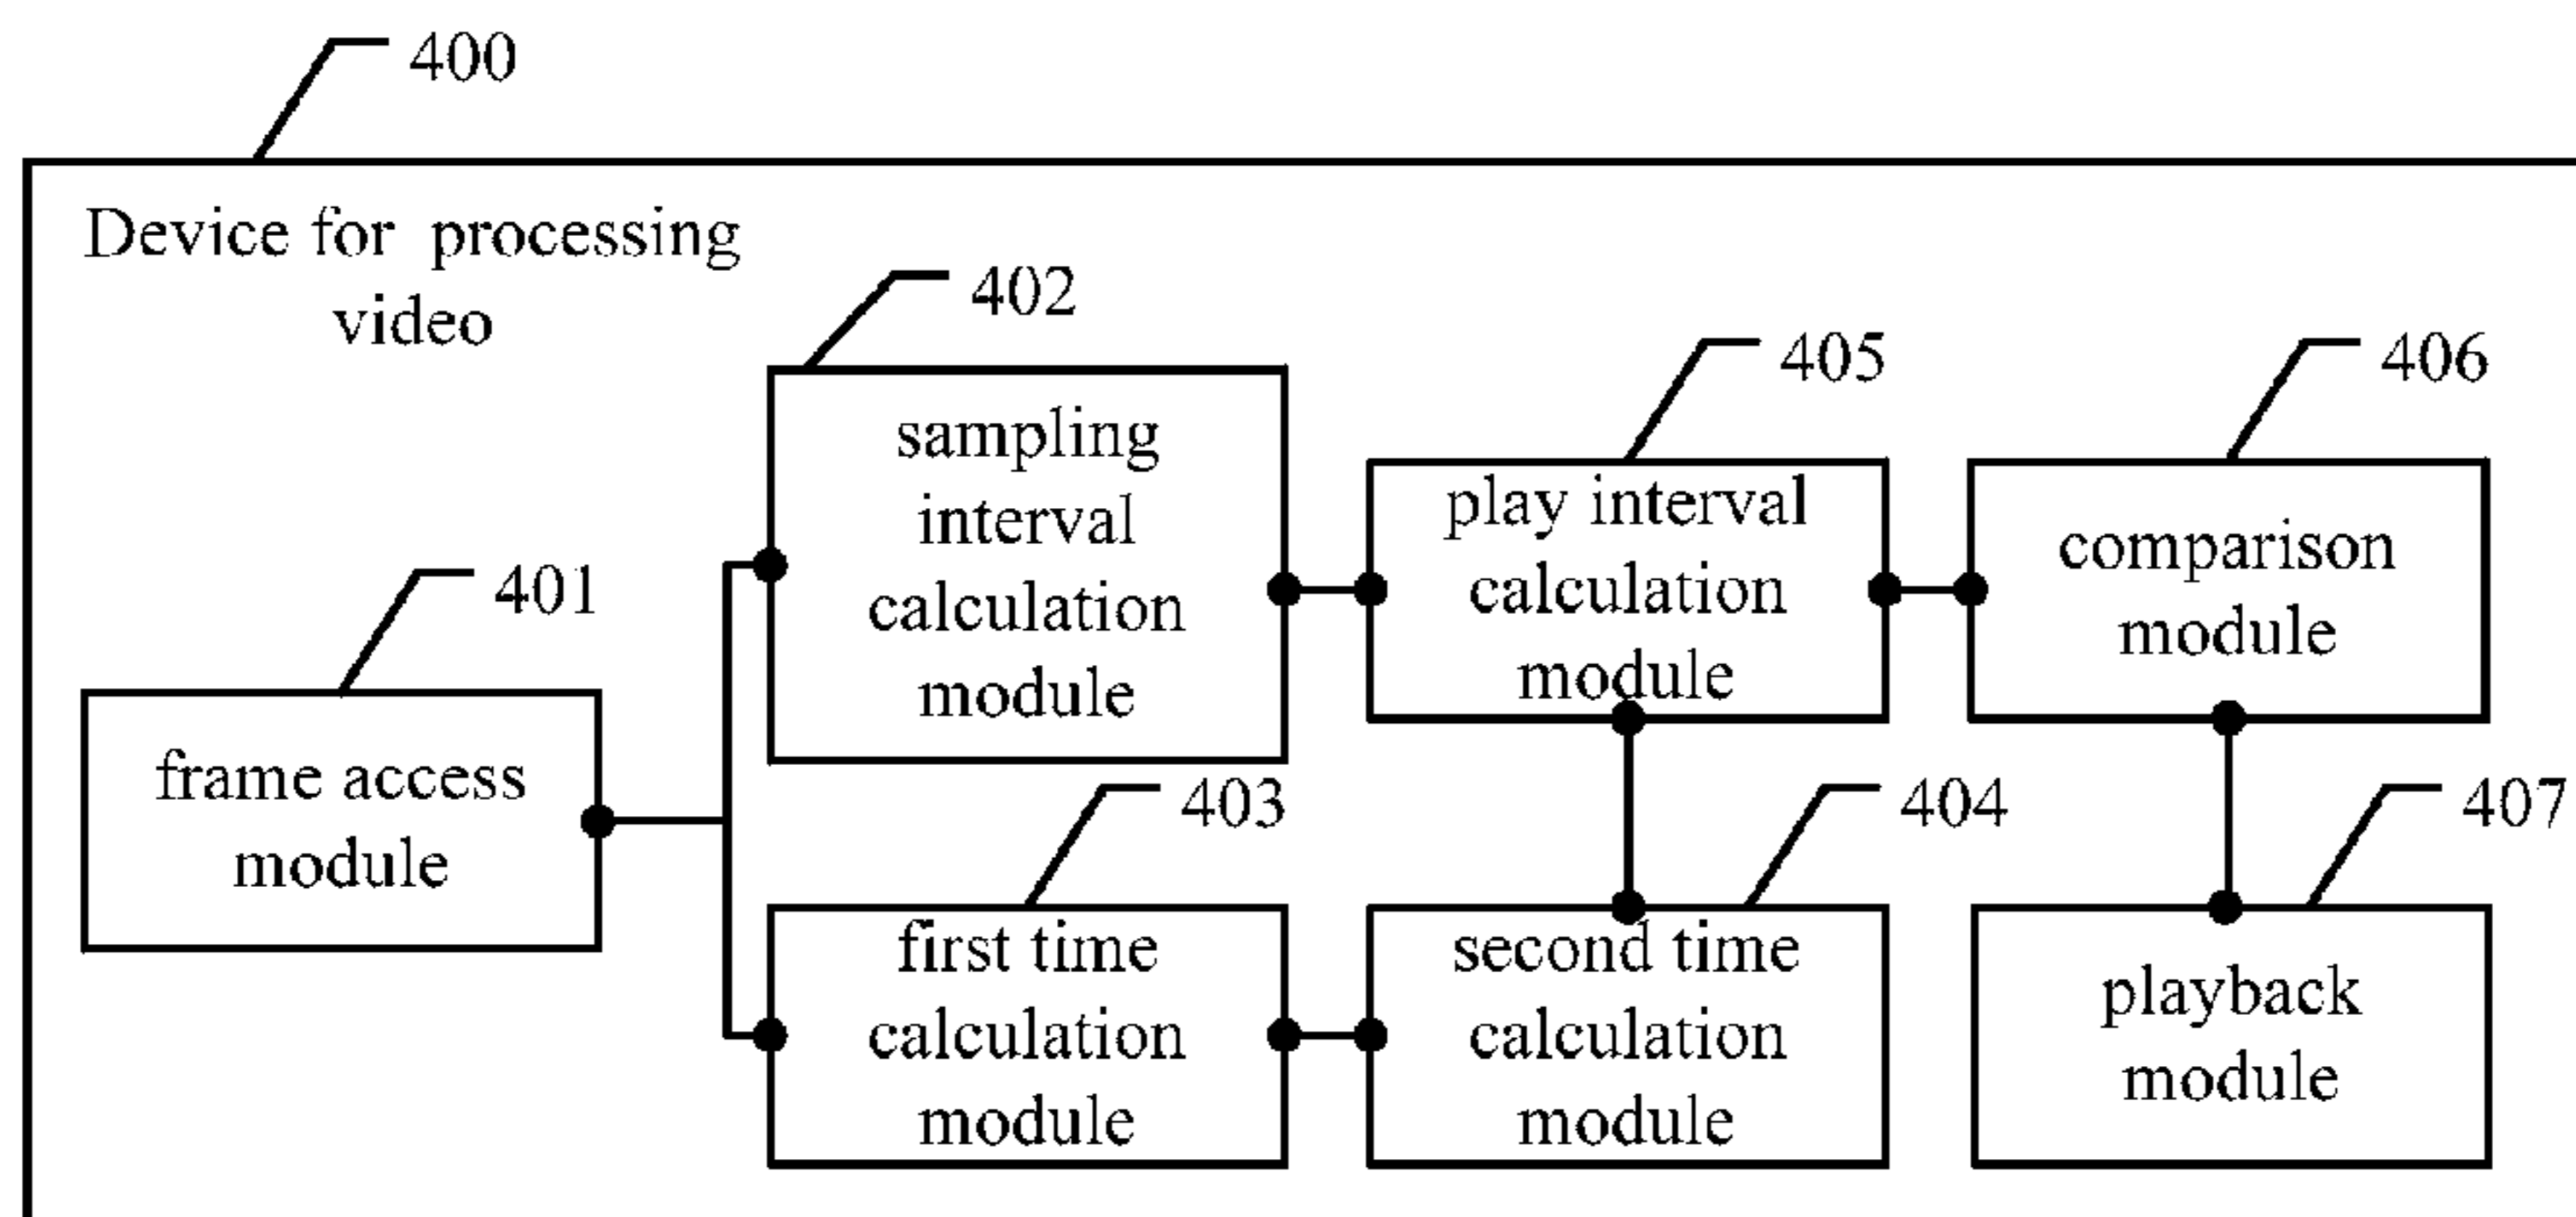 400
Device for processing
video
402
sampling
interval
calculation
module
405
play interval
calculation
module
406
comparison
module
401
frame access
module
403
first time
calculation
module
404
second time
calculation
module
407
playback
module